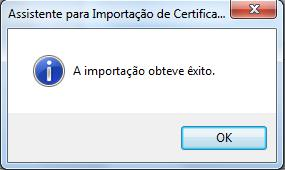 Assistente para Importação de Certifica...
A importação obteve êxito.
OK